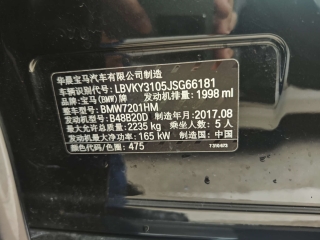 华晨宝马汽车有限公司制造
车辆识别代号: LBVKY3105JSG66181
品牌: 宝马(BMW)牌 发动机排量: 1998 ml
整车型号: BMW7201HM
发动机型号: B48B20D 制造年月: 2017.08
最大允许总质量: 2235 kg 乘坐人数: 5 人
发动机最大净功率: 165 kW 制造国: 中国
颜色代号/色圈: 475